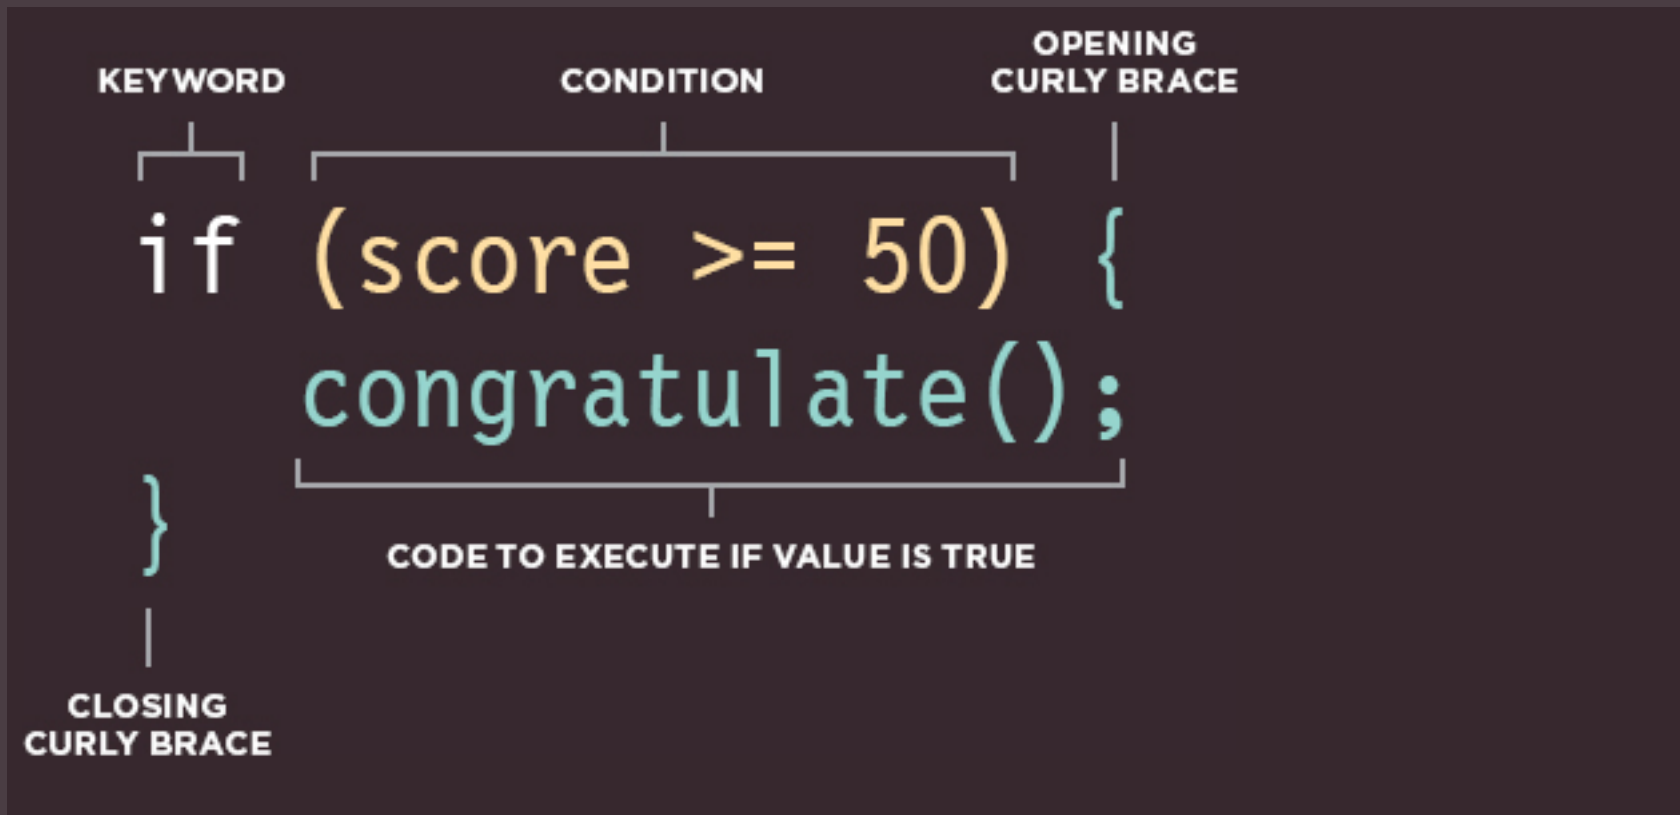 OPENING
KEYWORD CONDITION CURLY BRACE
if (score >= 50) {
congratulate();
}
CODE TO EXECUTE IF VALUE IS TRUE
CLOSING
CURLY BRACE